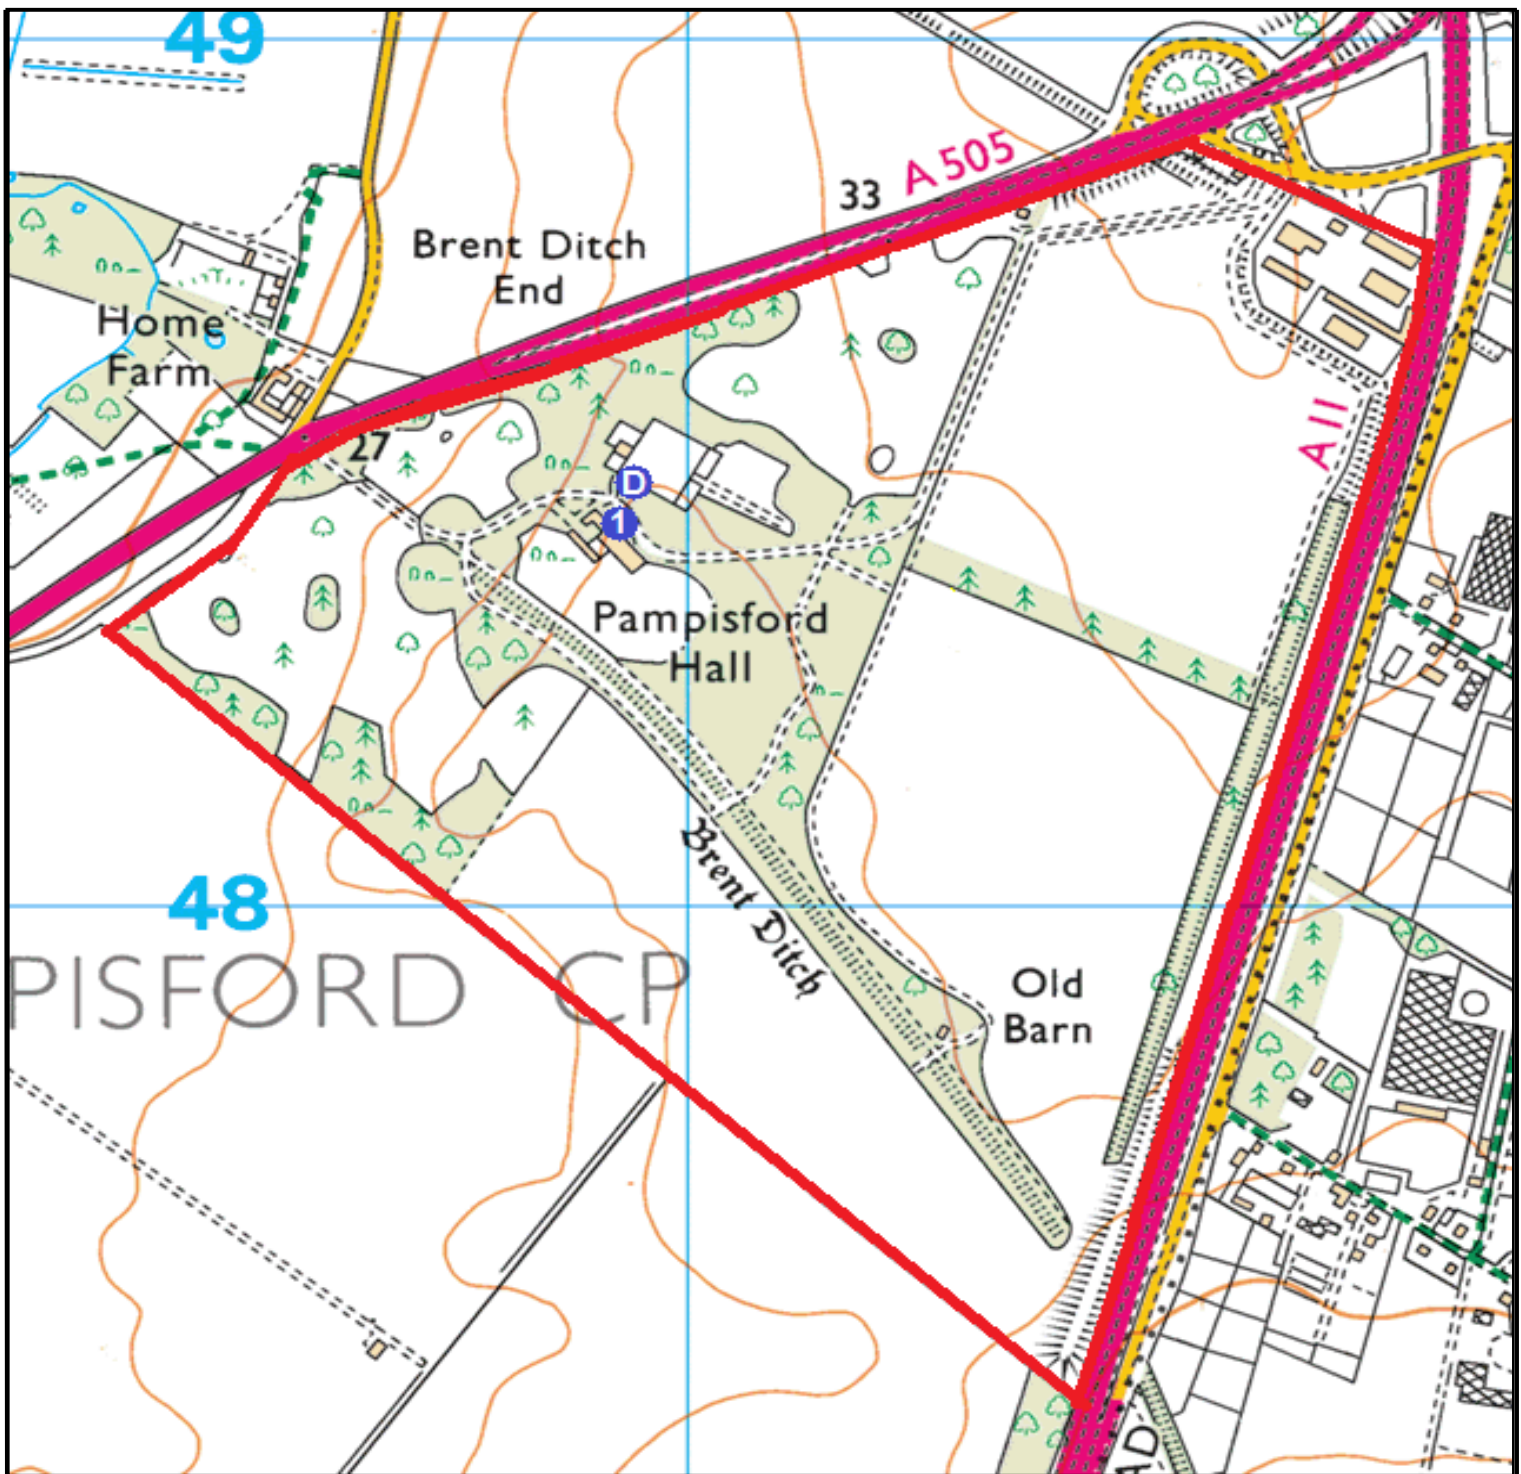 49
A 505
33
Brent Ditch
End
Home
Farm
27
A11
D
1
Pampisford
Hall
Brent Ditch
48
PISFORD CP
Old
Barn
AD